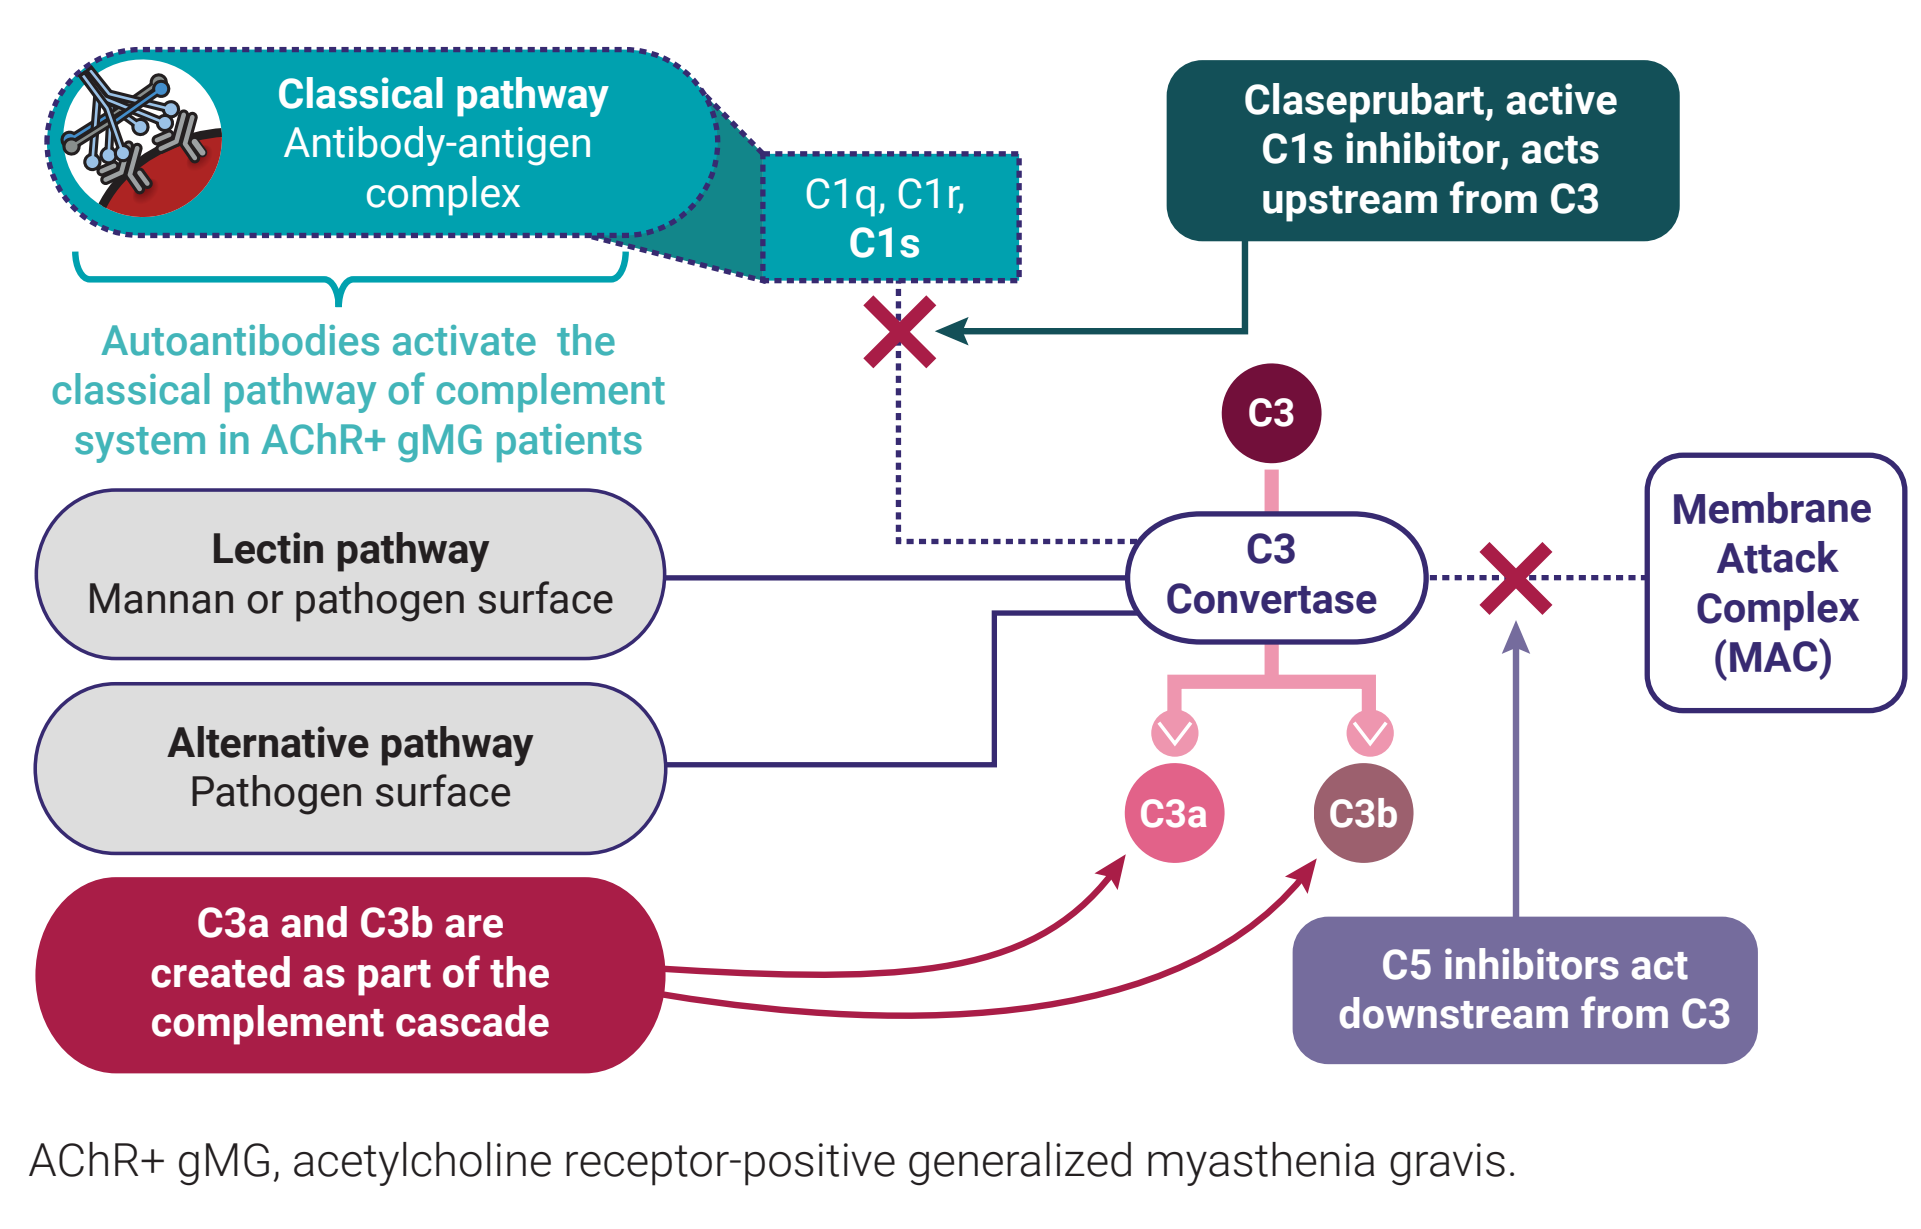 Classical pathway
Antibody-antigen
complex
C1q, C1r,
C1s
Claseprubart, active
C1s inhibitor, acts
upstream from C3
Autoantibodies activate  the
classical pathway of complement
system in AChR+ gMG patients
C3
Lectin pathway
Mannan or pathogen surface
C3
Convertase
Membrane
Attack
Complex
(MAC)
Alternative pathway
Pathogen surface
C3a
C3b
C3a and C3b are
created as part of the
complement cascade
C5 inhibitors act
downstream from C3
AChR+ gMG, acetylcholine receptor-positive generalized myasthenia gravis.